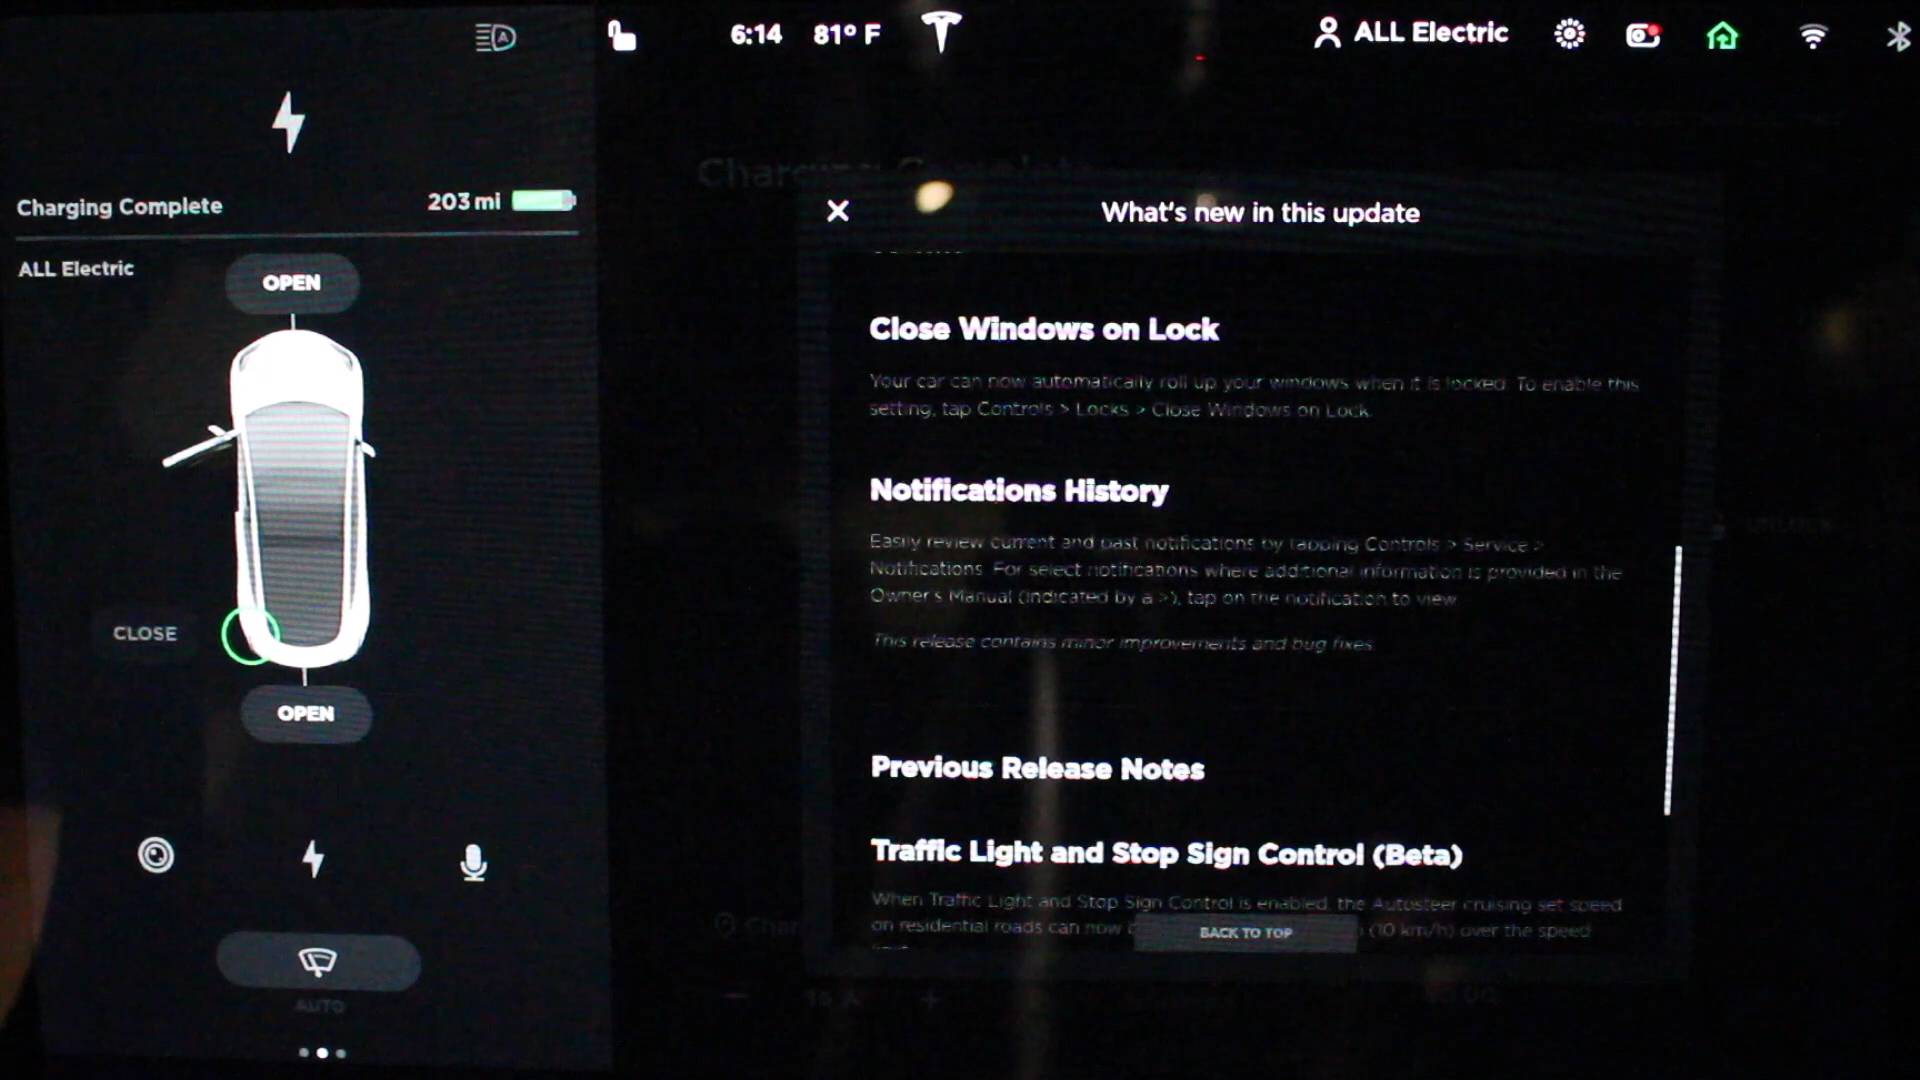 6:14 81° F ALL Electric
Charging Complete 203 mi
ALL Electric
OPEN
CLOSE
OPEN
AUTO
Charging Complete
What's new in this update
Close Windows on Lock
Your car can now automatically roll up your windows when it is locked. To enable this
setting, tap Controls > Locks > Close Windows on Lock.
Notifications History
Easily review current and past notifications by tapping Controls > Service >
Notifications. For select notifications where additional information is provided in the
Owner's Manual (indicated by a >), tap on the notification to view.
This release contains minor improvements and bug fixes.
Previous Release Notes
Traffic Light and Stop Sign Control (Beta)
When Traffic Light and Stop Sign Control is enabled, the Autosteer cruising set speed
on residential roads can now (10 km/h) over the speed
BACK TO TOP